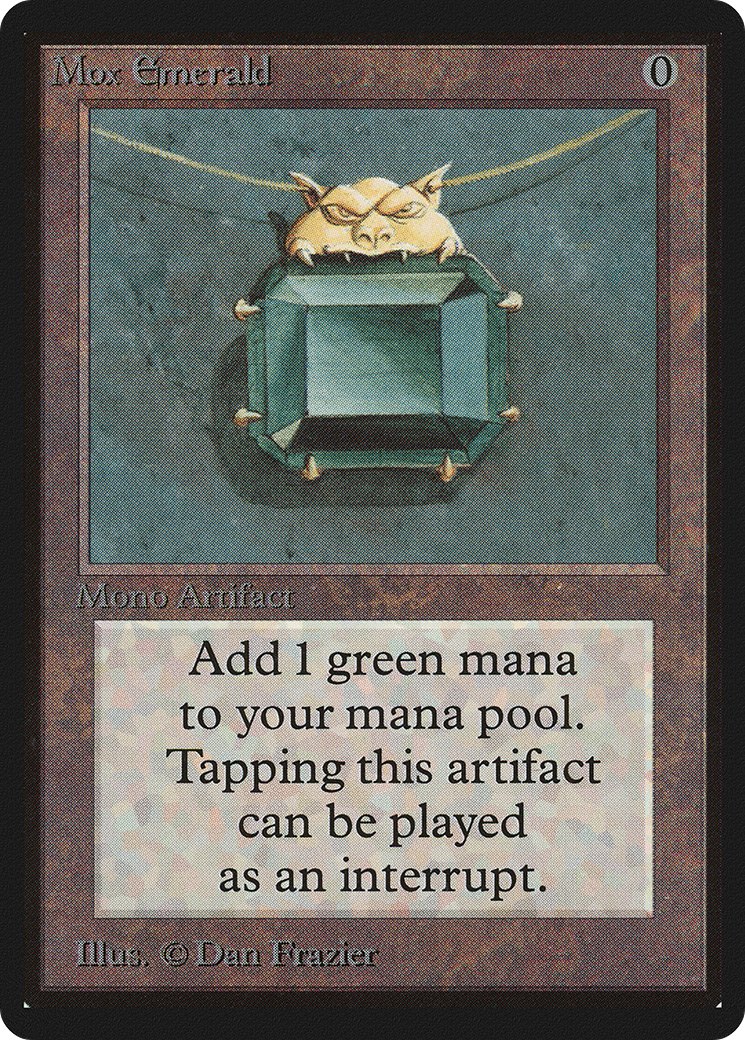 Mox Emerald 0
Mono Artifact
Add 1 green mana
to your mana pool.
Tapping this artifact
can be played
as an interrupt.
Illus. © Dan Frazier